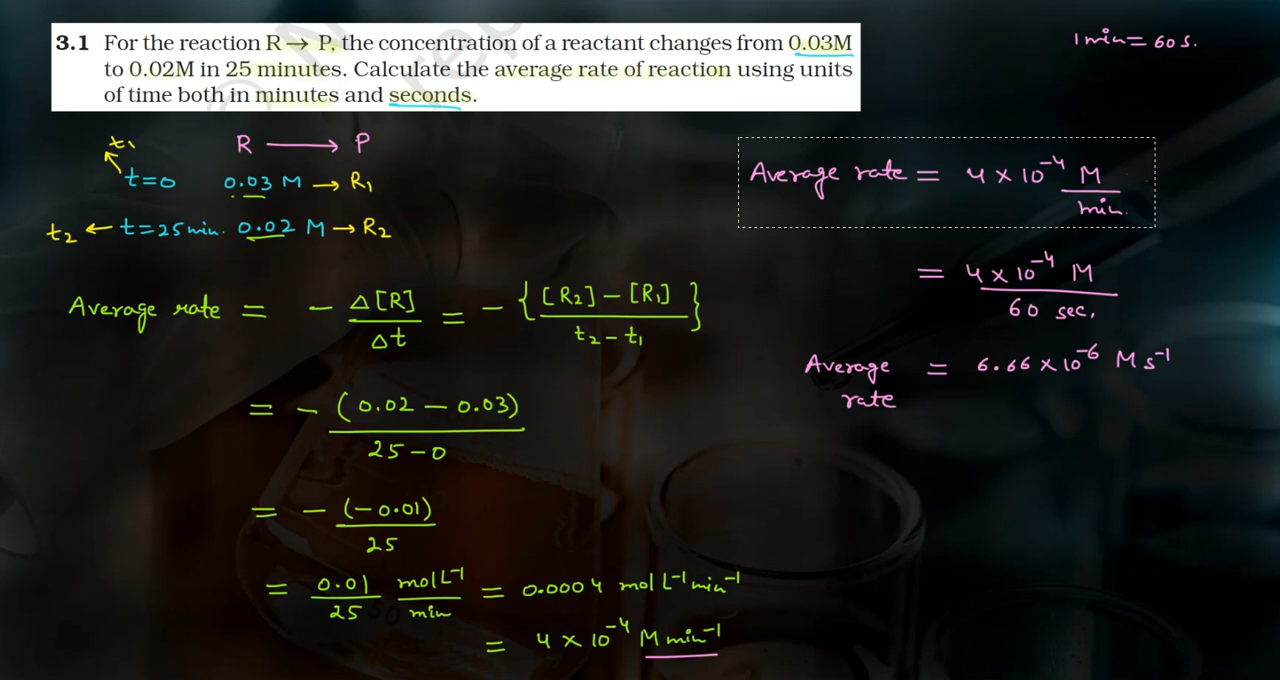 3.1 For the reaction R → P, the concentration of a reactant changes from 0.03M
to 0.02M in 25 minutes. Calculate the average rate of reaction using units
of time both in minutes and seconds.
1 min = 60 s.
t₁
R ⟶ P
t=0 0.03 M → R₁
t₂ ← t=25min. 0.02 M → R₂
Average rate = - Δ[R]/Δt = - { [R₂] - [R₁] / t₂ - t₁ }
= - (0.02 - 0.03) / 25 - 0
= - (-0.01) / 25
= 0.01/25 mol L⁻¹/min = 0.0004 mol L⁻¹ min⁻¹
= 4 × 10⁻⁴ M min⁻¹
Average rate = 4 × 10⁻⁴ M/min.
= 4 × 10⁻⁴ M / 60 sec.
Average rate = 6.66 × 10⁻⁶ M s⁻¹